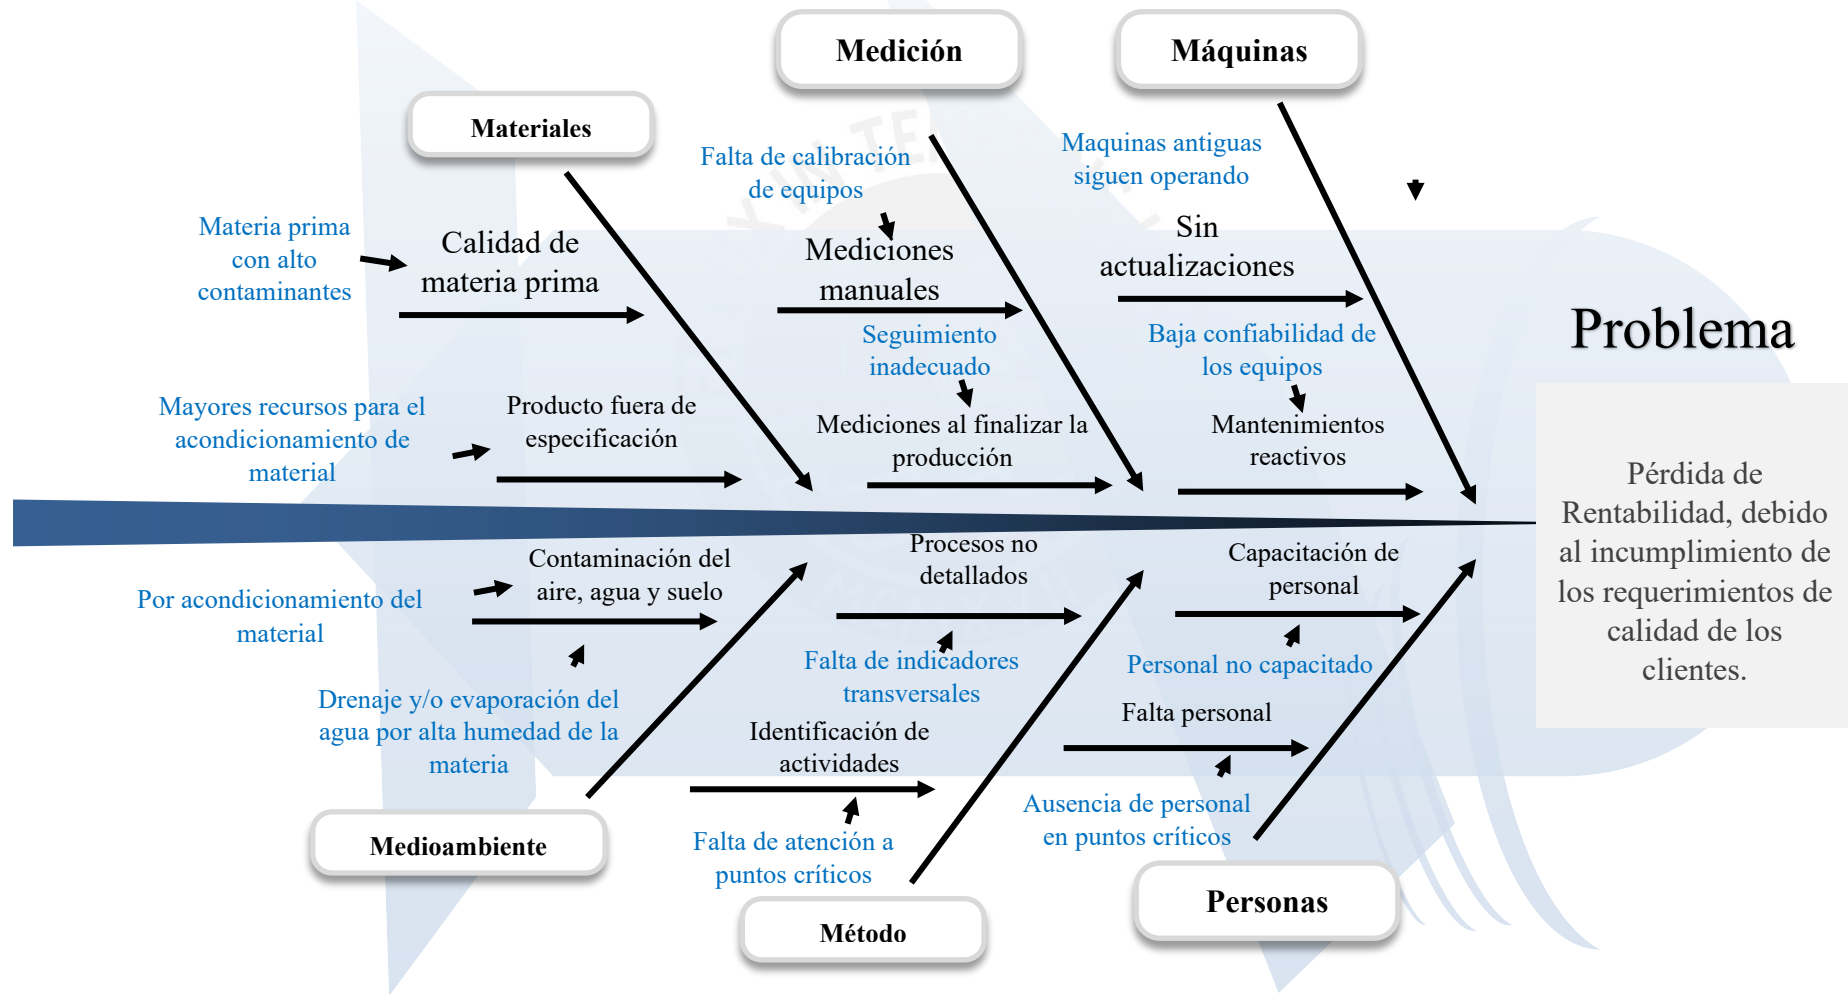 Medición
Máquinas
Materiales
Falta de calibración
de equipos
Maquinas antiguas
siguen operando
Materia prima
con alto
contaminantes
Calidad de
materia prima
Mediciones
manuales
Sin
actualizaciones
Seguimiento
inadecuado
Baja confiabilidad de
los equipos
Problema
Mayores recursos para el
acondicionamiento de
material
Producto fuera de
especificación
Mediciones al finalizar la
producción
Mantenimientos
reactivos
Pérdida de
Rentabilidad, debido
al incumplimiento de
los requerimientos de
calidad de los
clientes.
Contaminación del
aire, agua y suelo
Procesos no
detallados
Capacitación de
personal
Por acondicionamiento del
material
Falta de indicadores
transversales
Personal no capacitado
Drenaje y/o evaporación del
agua por alta humedad de la
materia
Identificación de
actividades
Falta personal
Falta de atención a
puntos críticos
Ausencia de personal
en puntos críticos
Medioambiente
Método
Personas